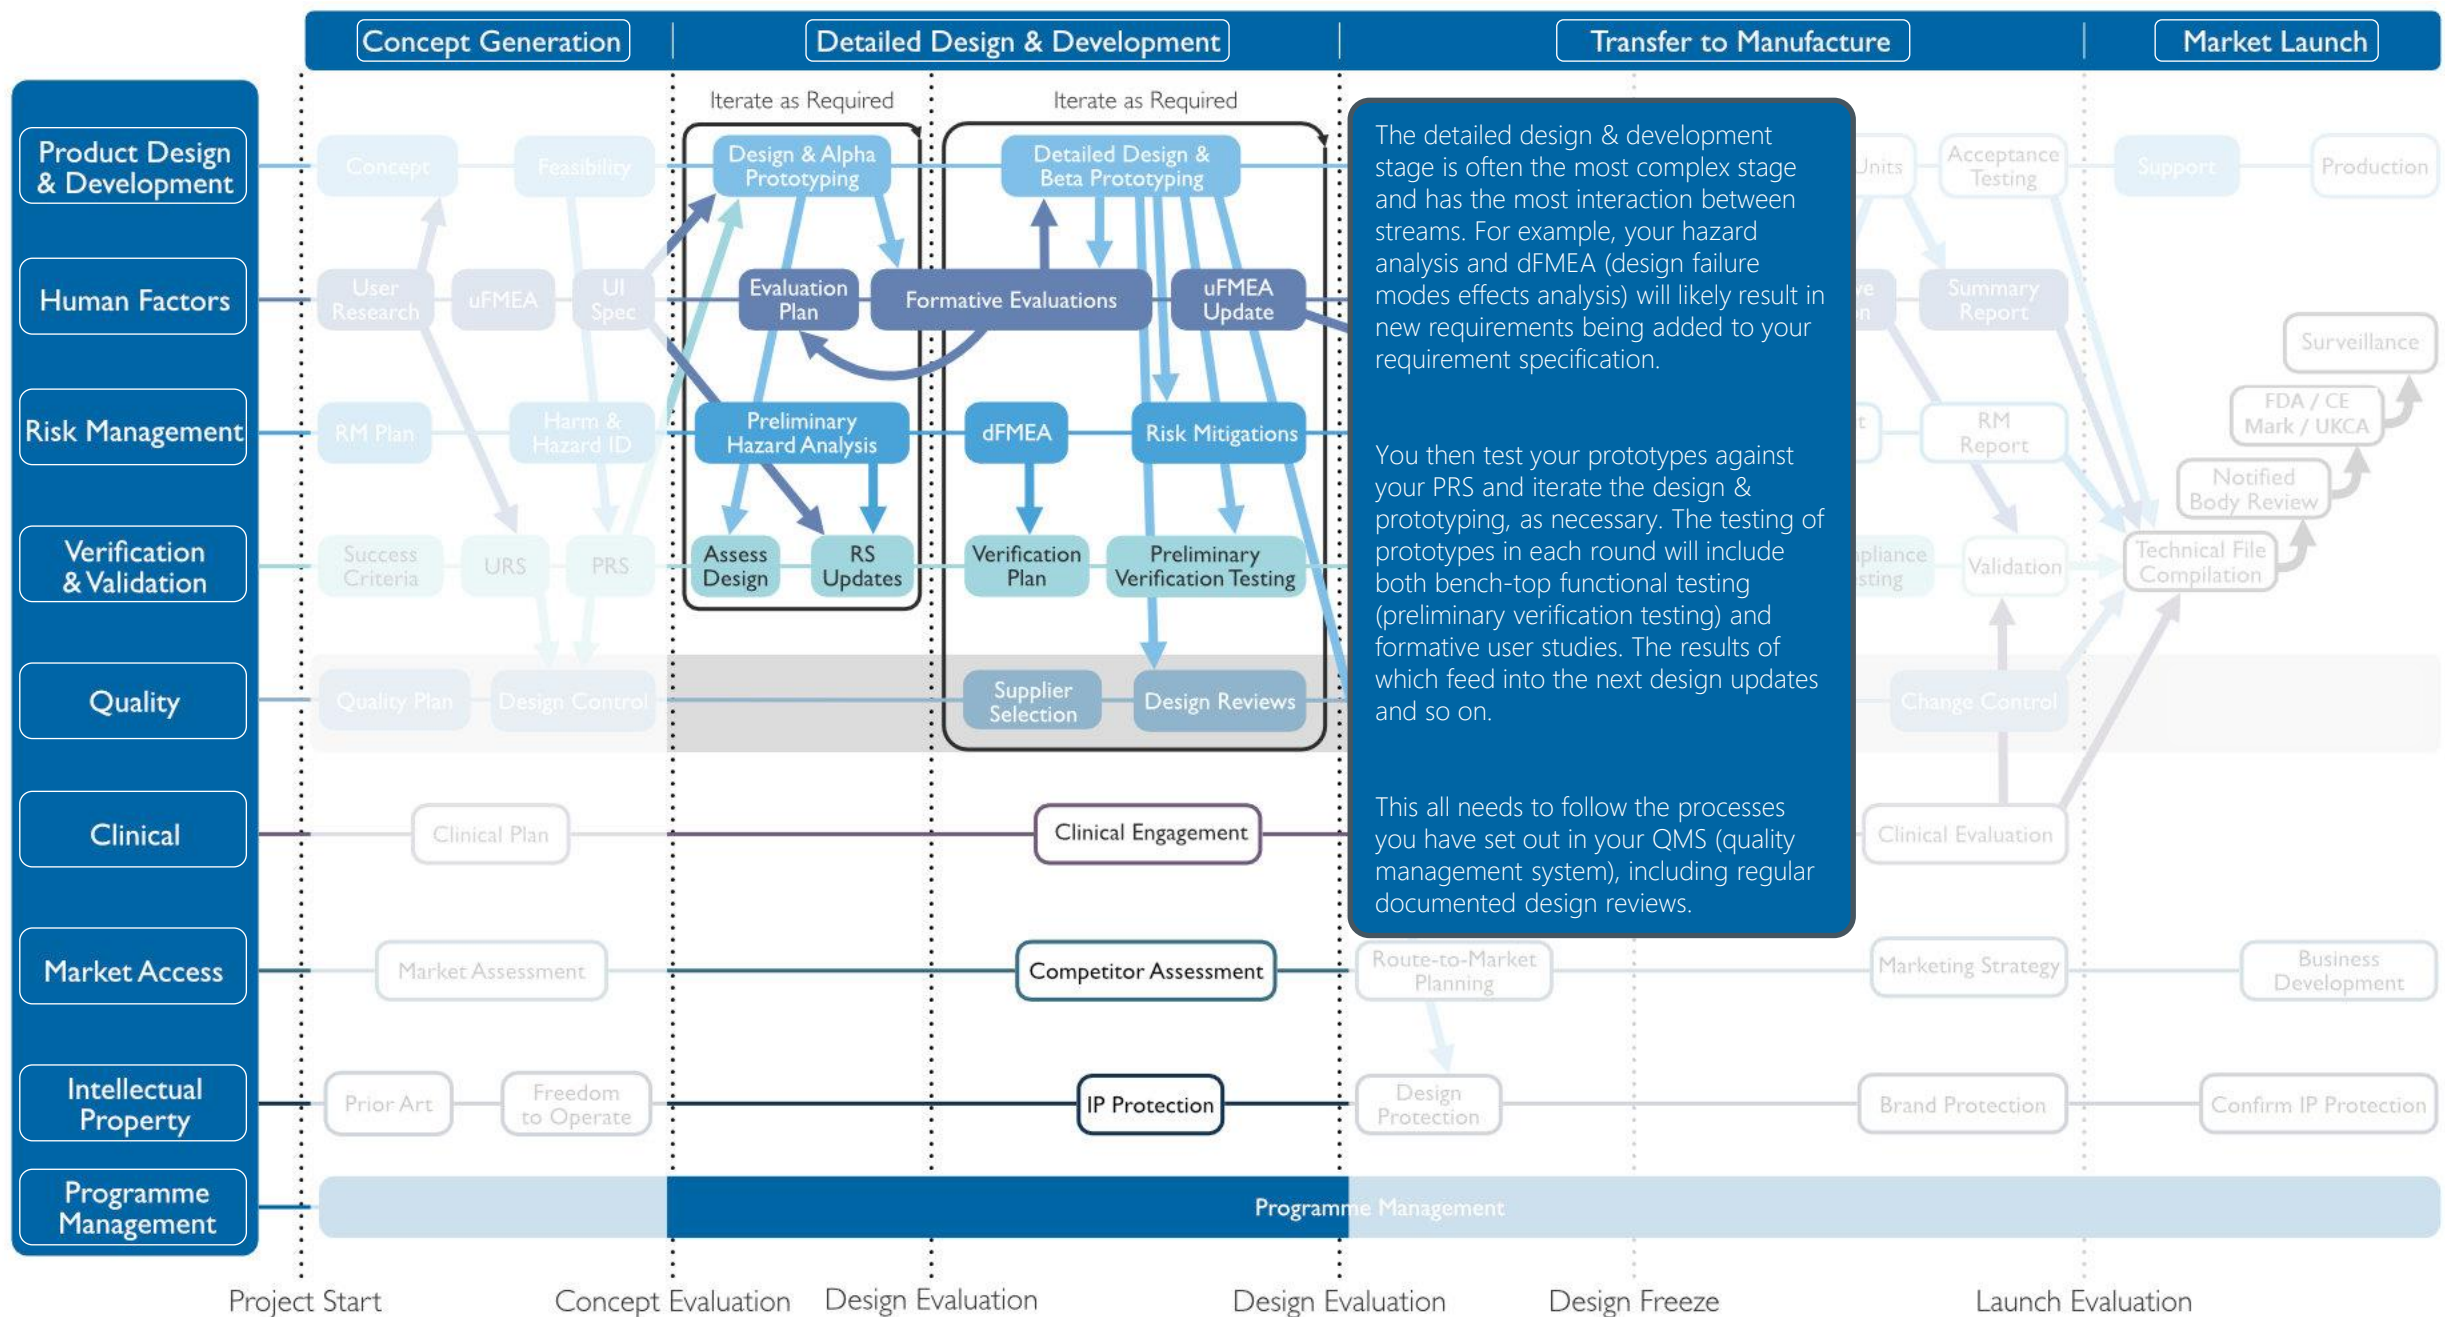 Concept Generation
Detailed Design & Development
Transfer to Manufacture
Market Launch
Iterate as Required
Iterate as Required
Product Design
& Development
Concept
Feasibility
Design & Alpha
Prototyping
Detailed Design &
Beta Prototyping
Units
Acceptance
Testing
Support
Production
Human Factors
User
Research
uFMEA
UI
Spec
Evaluation
Plan
Formative Evaluations
uFMEA
Update
Summary
Report
Surveillance
Risk Management
RM Plan
Harm &
Hazard ID
Preliminary
Hazard Analysis
dFMEA
Risk Mitigations
RM
Report
FDA / CE
Mark / UKCA
Notified
Body Review
Verification
& Validation
Success
Criteria
URS
PRS
Assess
Design
RS
Updates
Verification
Plan
Preliminary
Verification Testing
Validation
Technical File
Compilation
Quality
Quality Plan
Design Control
Supplier
Selection
Design Reviews
Change Control
Clinical
Clinical Plan
Clinical Engagement
Clinical Evaluation
The detailed design & development
stage is often the most complex stage
and has the most interaction between
streams. For example, your hazard
analysis and dFMEA (design failure
modes effects analysis) will likely result in
new requirements being added to your
requirement specification.
You then test your prototypes against
your PRS and iterate the design &
prototyping, as necessary. The testing of
prototypes in each round will include
both bench-top functional testing
(preliminary verification testing) and
formative user studies. The results of
which feed into the next design updates
and so on.
This all needs to follow the processes
you have set out in your QMS (quality
management system), including regular
documented design reviews.
Market Access
Market Assessment
Competitor Assessment
Route-to-Market
Planning
Marketing Strategy
Business
Development
Intellectual
Property
Prior Art
Freedom
to Operate
IP Protection
Design
Protection
Brand Protection
Confirm IP Protection
Programme
Management
Programme Management
Project Start
Concept Evaluation
Design Evaluation
Design Evaluation
Design Freeze
Launch Evaluation